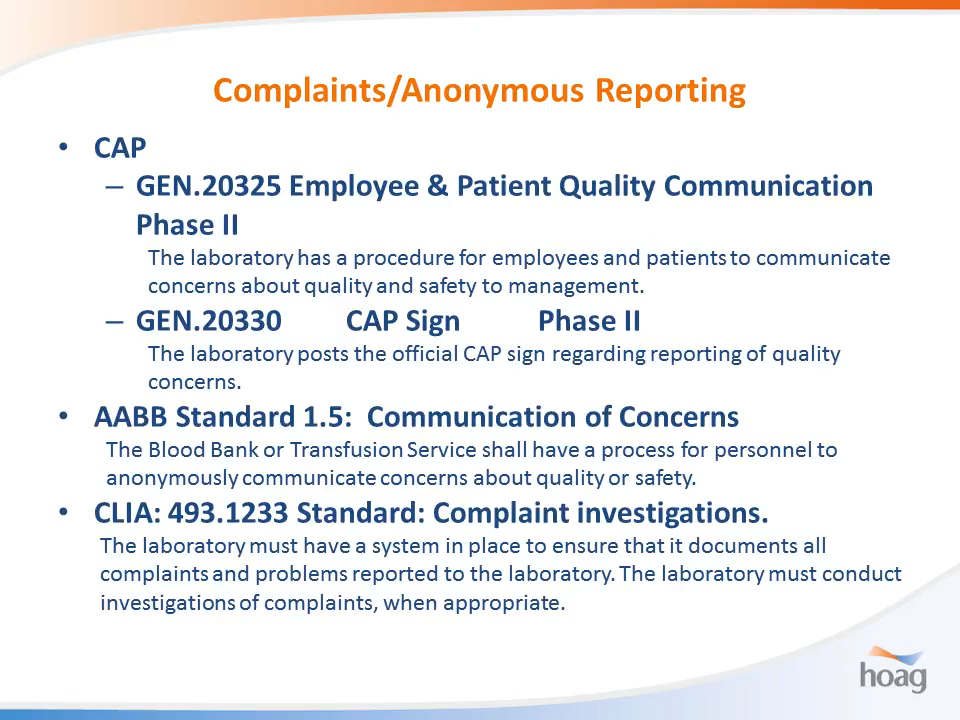 Complaints/Anonymous Reporting
• CAP
– GEN.20325 Employee & Patient Quality Communication
Phase II
The laboratory has a procedure for employees and patients to communicate
concerns about quality and safety to management.
– GEN.20330 CAP Sign Phase II
The laboratory posts the official CAP sign regarding reporting of quality
concerns.
• AABB Standard 1.5: Communication of Concerns
The Blood Bank or Transfusion Service shall have a process for personnel to
anonymously communicate concerns about quality or safety.
• CLIA: 493.1233 Standard: Complaint investigations.
The laboratory must have a system in place to ensure that it documents all
complaints and problems reported to the laboratory. The laboratory must conduct
investigations of complaints, when appropriate.
hoag